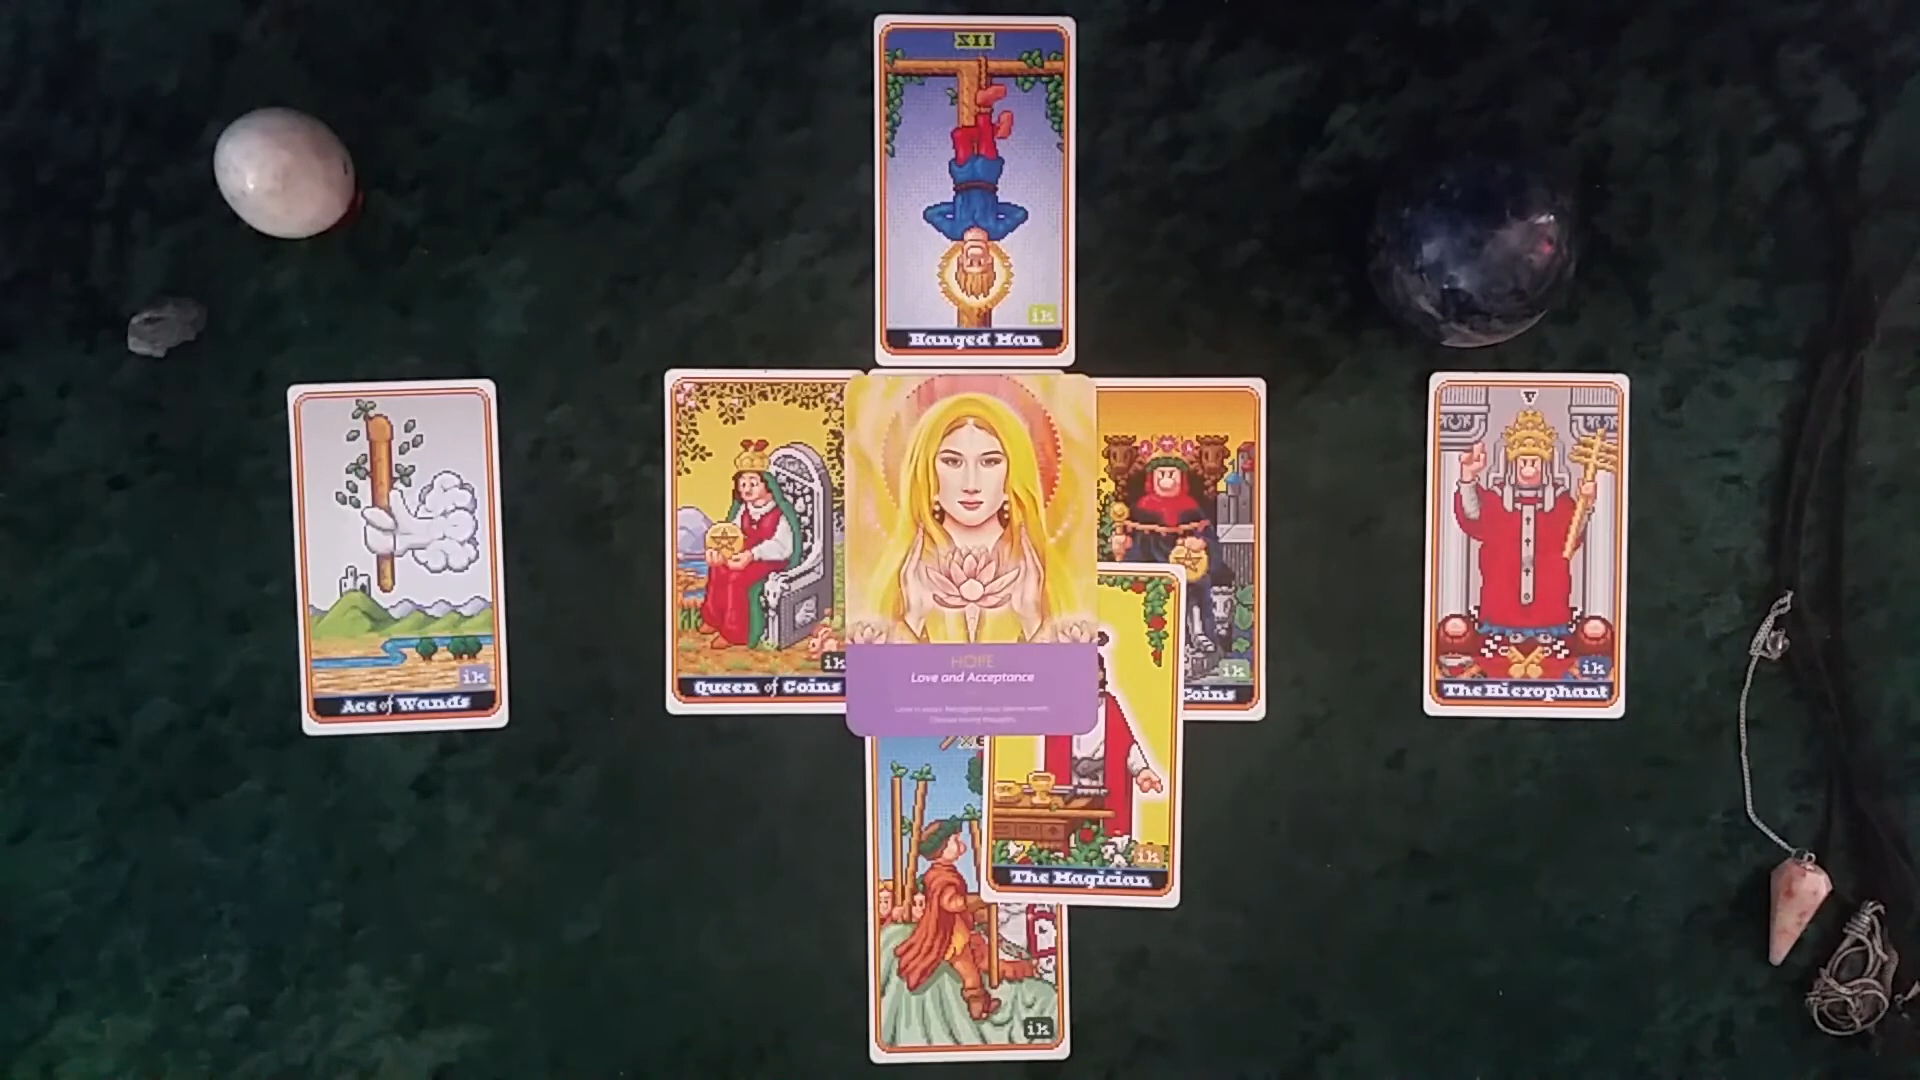 XII
ik
Hanged Man
V
Ace of Wands
ik
Queen of Coins
ik
HOPE
Love and Acceptance
Coins
ik
The Hierophant
ik
The Magician
ik
ik